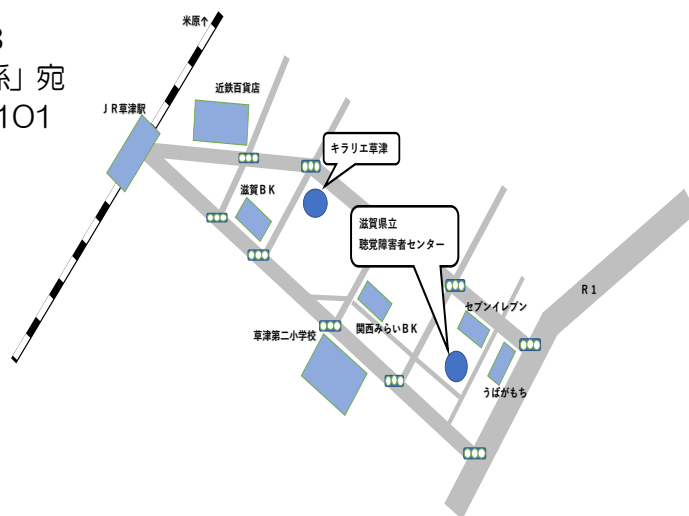 米原↑
3
係」宛
101
近鉄百貨店
JR草津駅
キラリエ草津
滋賀BK
滋賀県立
聴覚障害者センター
R1
セブンイレブン
関西みらいBK
草津第二小学校
うばがもち